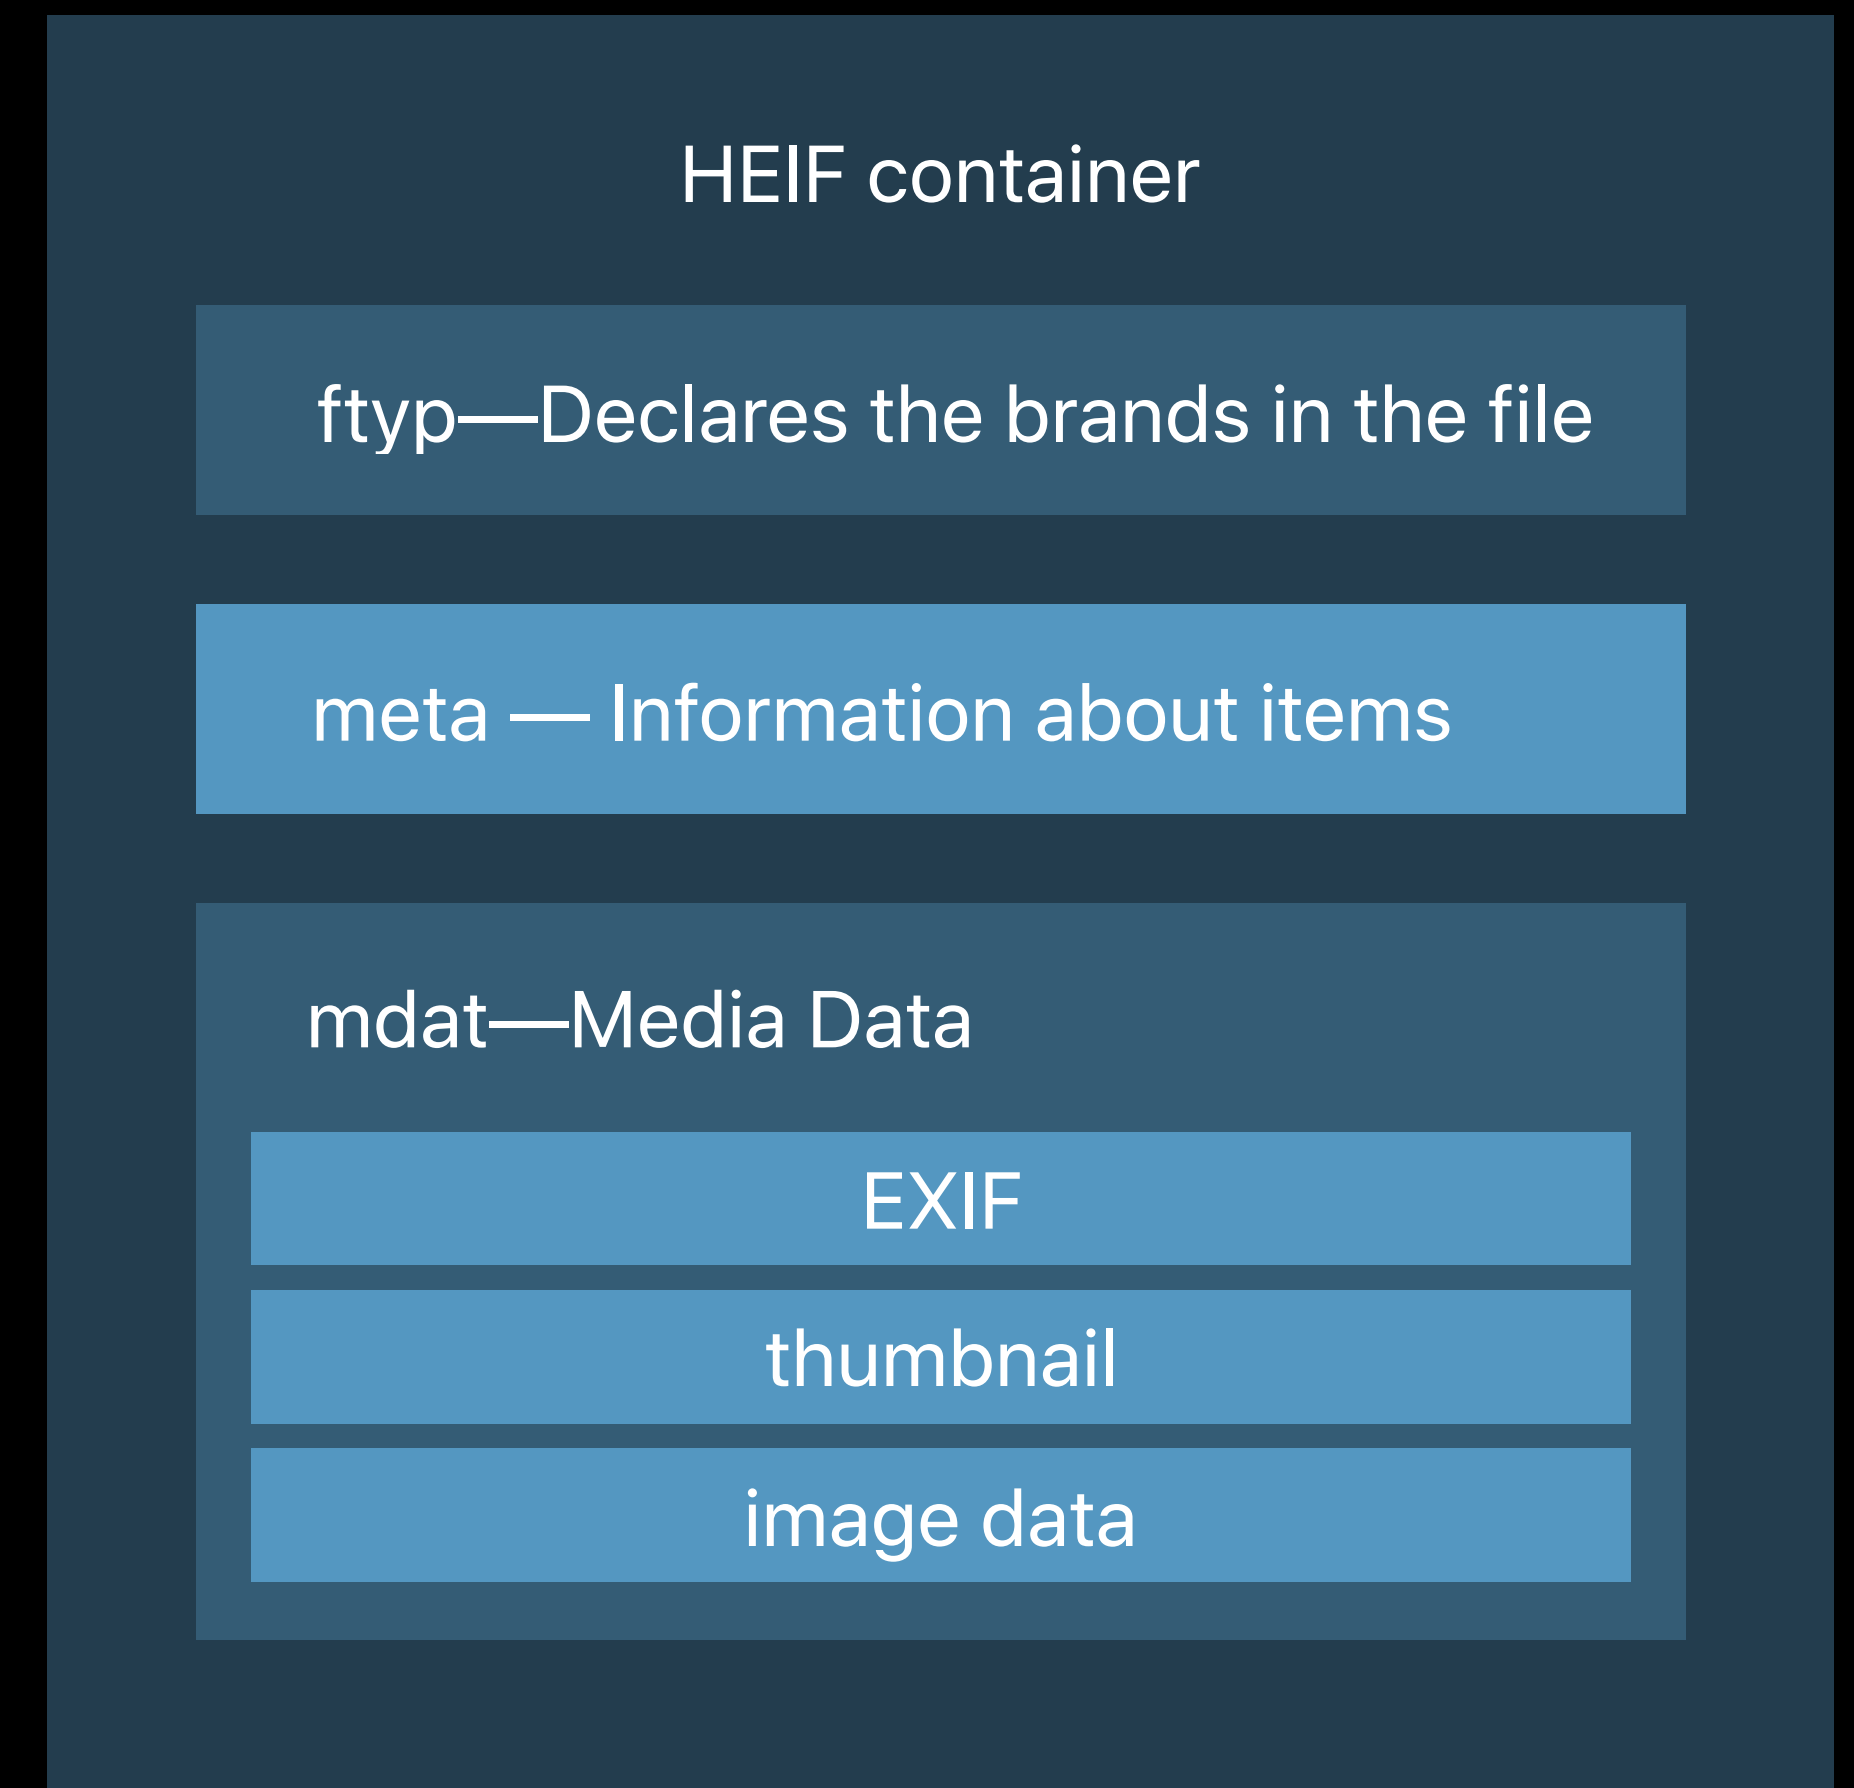 HEIF container
ftyp—Declares the brands in the file
meta — Information about items
mdat—Media Data
EXIF
thumbnail
image data